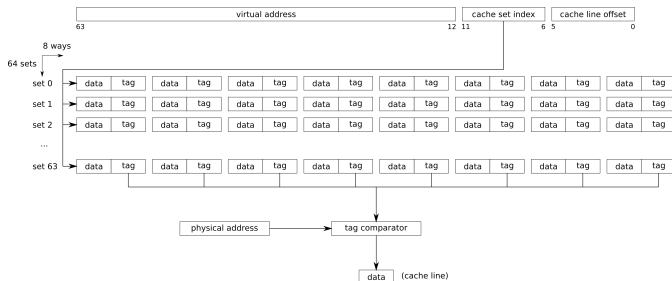 virtual address cache set index cache line offset
63 12 11 6 5 0
8 ways
64 sets
set 0 data tag data tag data tag data tag data tag data tag data tag data tag
set 1 data tag data tag data tag data tag data tag data tag data tag data tag
set 2 data tag data tag data tag data tag data tag data tag data tag data tag
...
set 63 data tag data tag data tag data tag data tag data tag data tag data tag
physical address tag comparator
data (cache line)